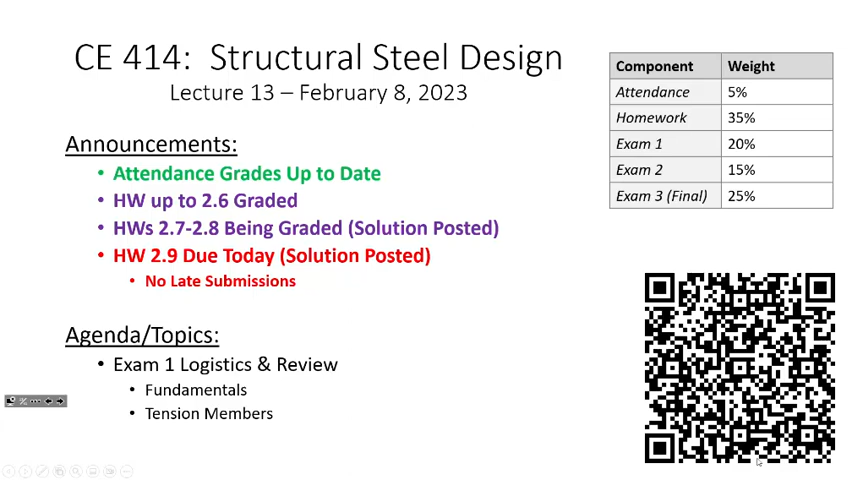 CE 414: Structural Steel Design
Lecture 13 – February 8, 2023
Component Weight
Attendance 5%
Homework 35%
Exam 1 20%
Exam 2 15%
Exam 3 (Final) 25%
Announcements:
• Attendance Grades Up to Date
• HW up to 2.6 Graded
• HWs 2.7-2.8 Being Graded (Solution Posted)
• HW 2.9 Due Today (Solution Posted)
• No Late Submissions
Agenda/Topics:
• Exam 1 Logistics & Review
• Fundamentals
• Tension Members